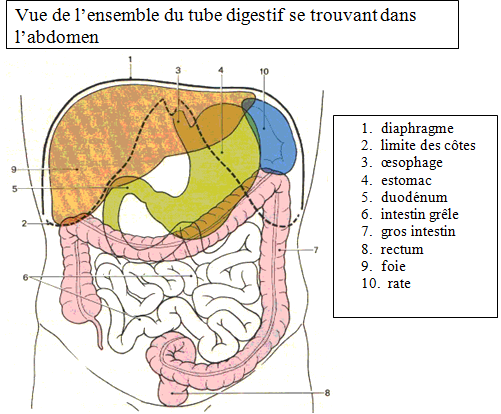 Vue de l'ensemble du tube digestif se trouvant dans
l'abdomen
1
3
4
10
9
5
2
6
7
8
1. diaphragme
2. limite des côtes
3. œsophage
4. estomac
5. duodénum
6. intestin grêle
7. gros intestin
8. rectum
9. foie
10. rate